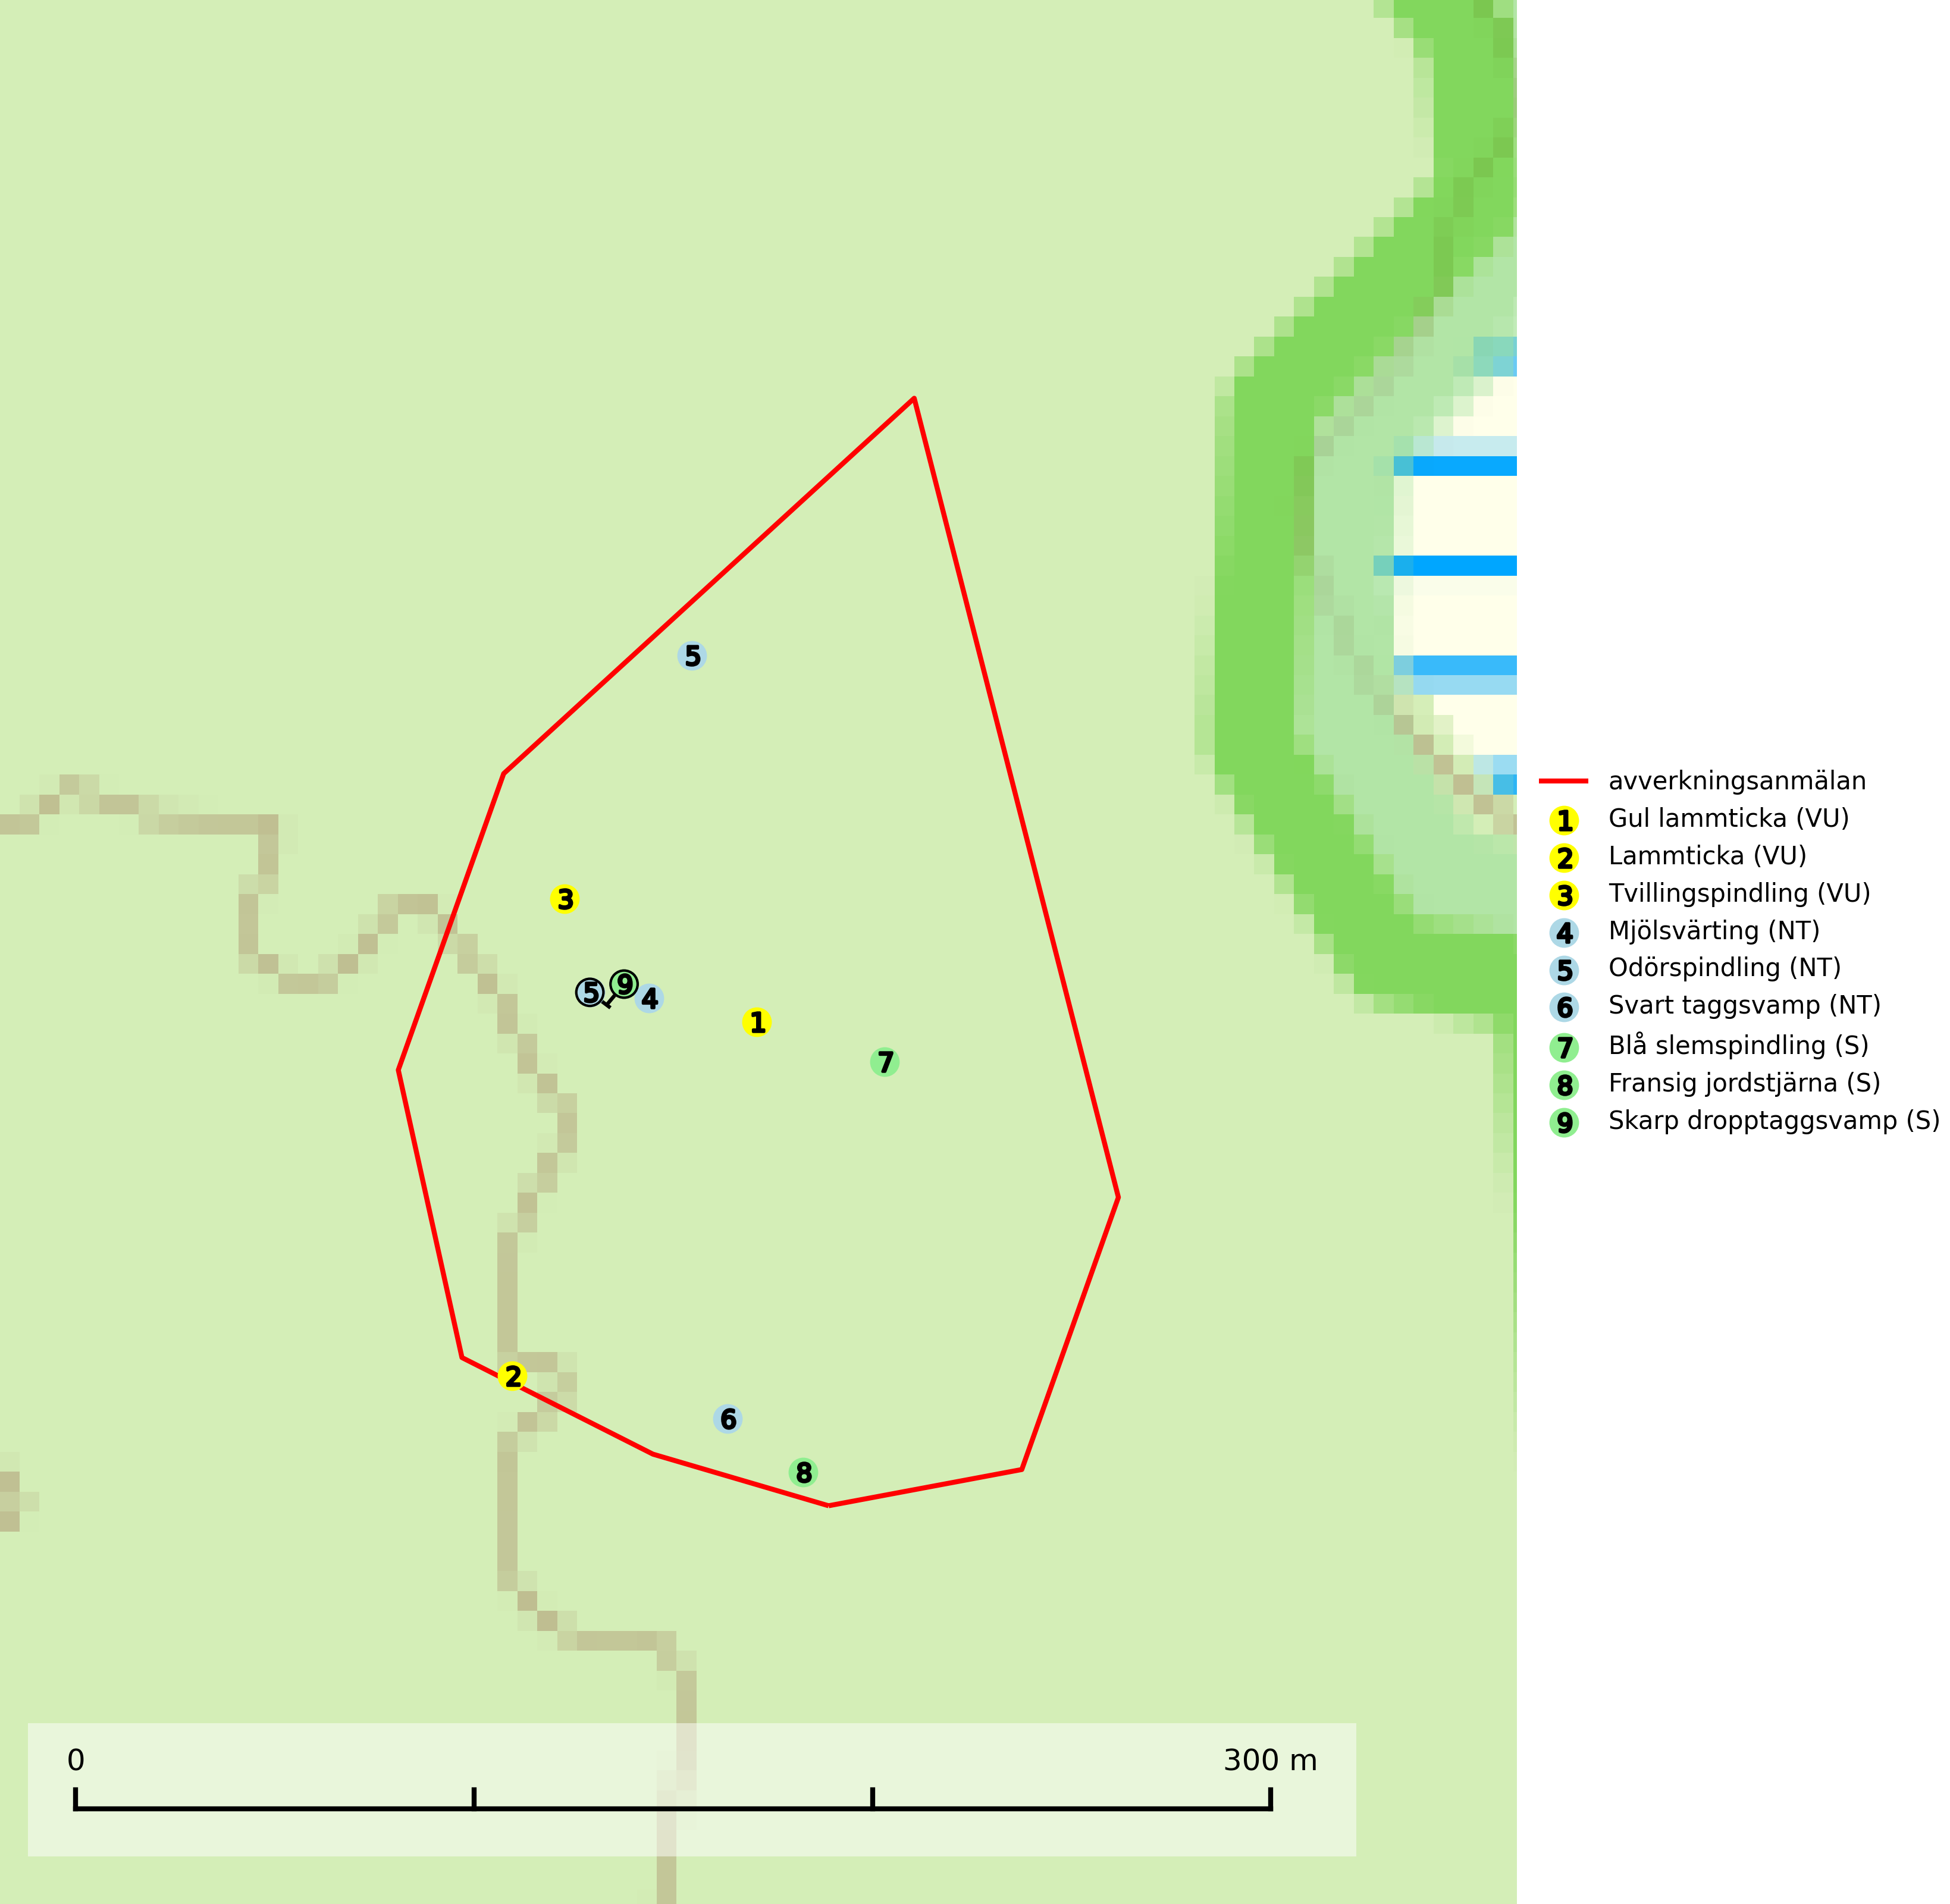 5
3
5
9
4
1
7
2
6
8
0
300 m
avverkningsanmälan
1 Gul lammticka (VU)
2 Lammticka (VU)
3 Tvillingspindling (VU)
4 Mjölsvärting (NT)
5 Odörspindling (NT)
6 Svart taggsvamp (NT)
7 Blå slemspindling (S)
8 Fransig jordstjärna (S)
9 Skarp dropptaggsvamp (S)